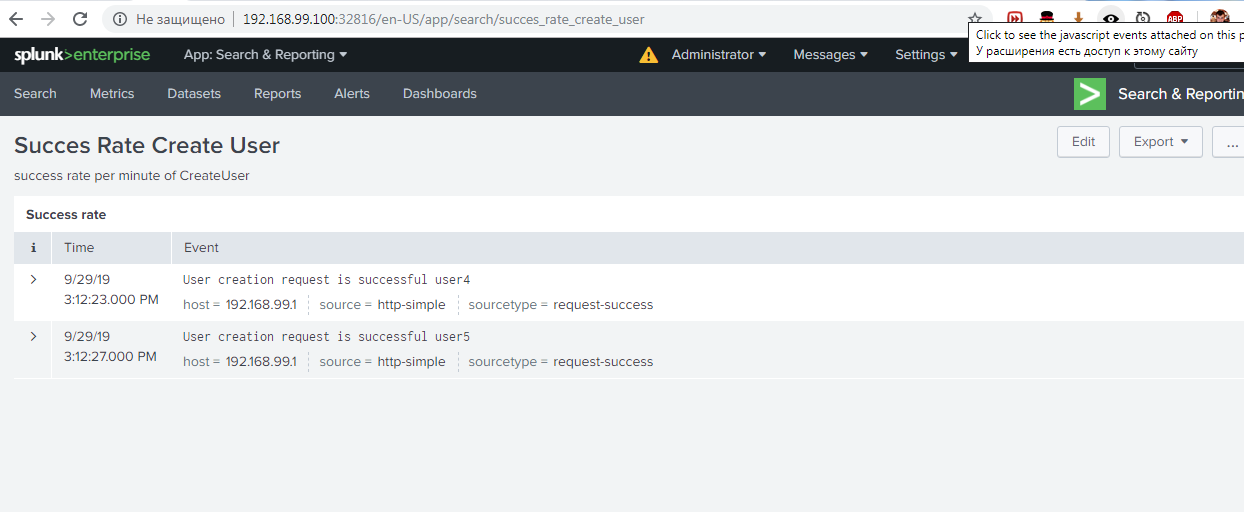 Не защищено 192.168.99.100:32816/en-US/app/search/succes_rate_create_user
ABP
Click to see the javascript events attached on this p
У расширения есть доступ к этому сайту
splunk>enterprise App: Search & Reporting Administrator Messages Settings
Search Metrics Datasets Reports Alerts Dashboards Search & Reportin
Succes Rate Create User Edit Export ...
success rate per minute of CreateUser
Success rate
i Time Event
9/29/19 User creation request is successful user4
3:12:23.000 PM host = 192.168.99.1 source = http-simple sourcetype = request-success
9/29/19 User creation request is successful user5
3:12:27.000 PM host = 192.168.99.1 source = http-simple sourcetype = request-success